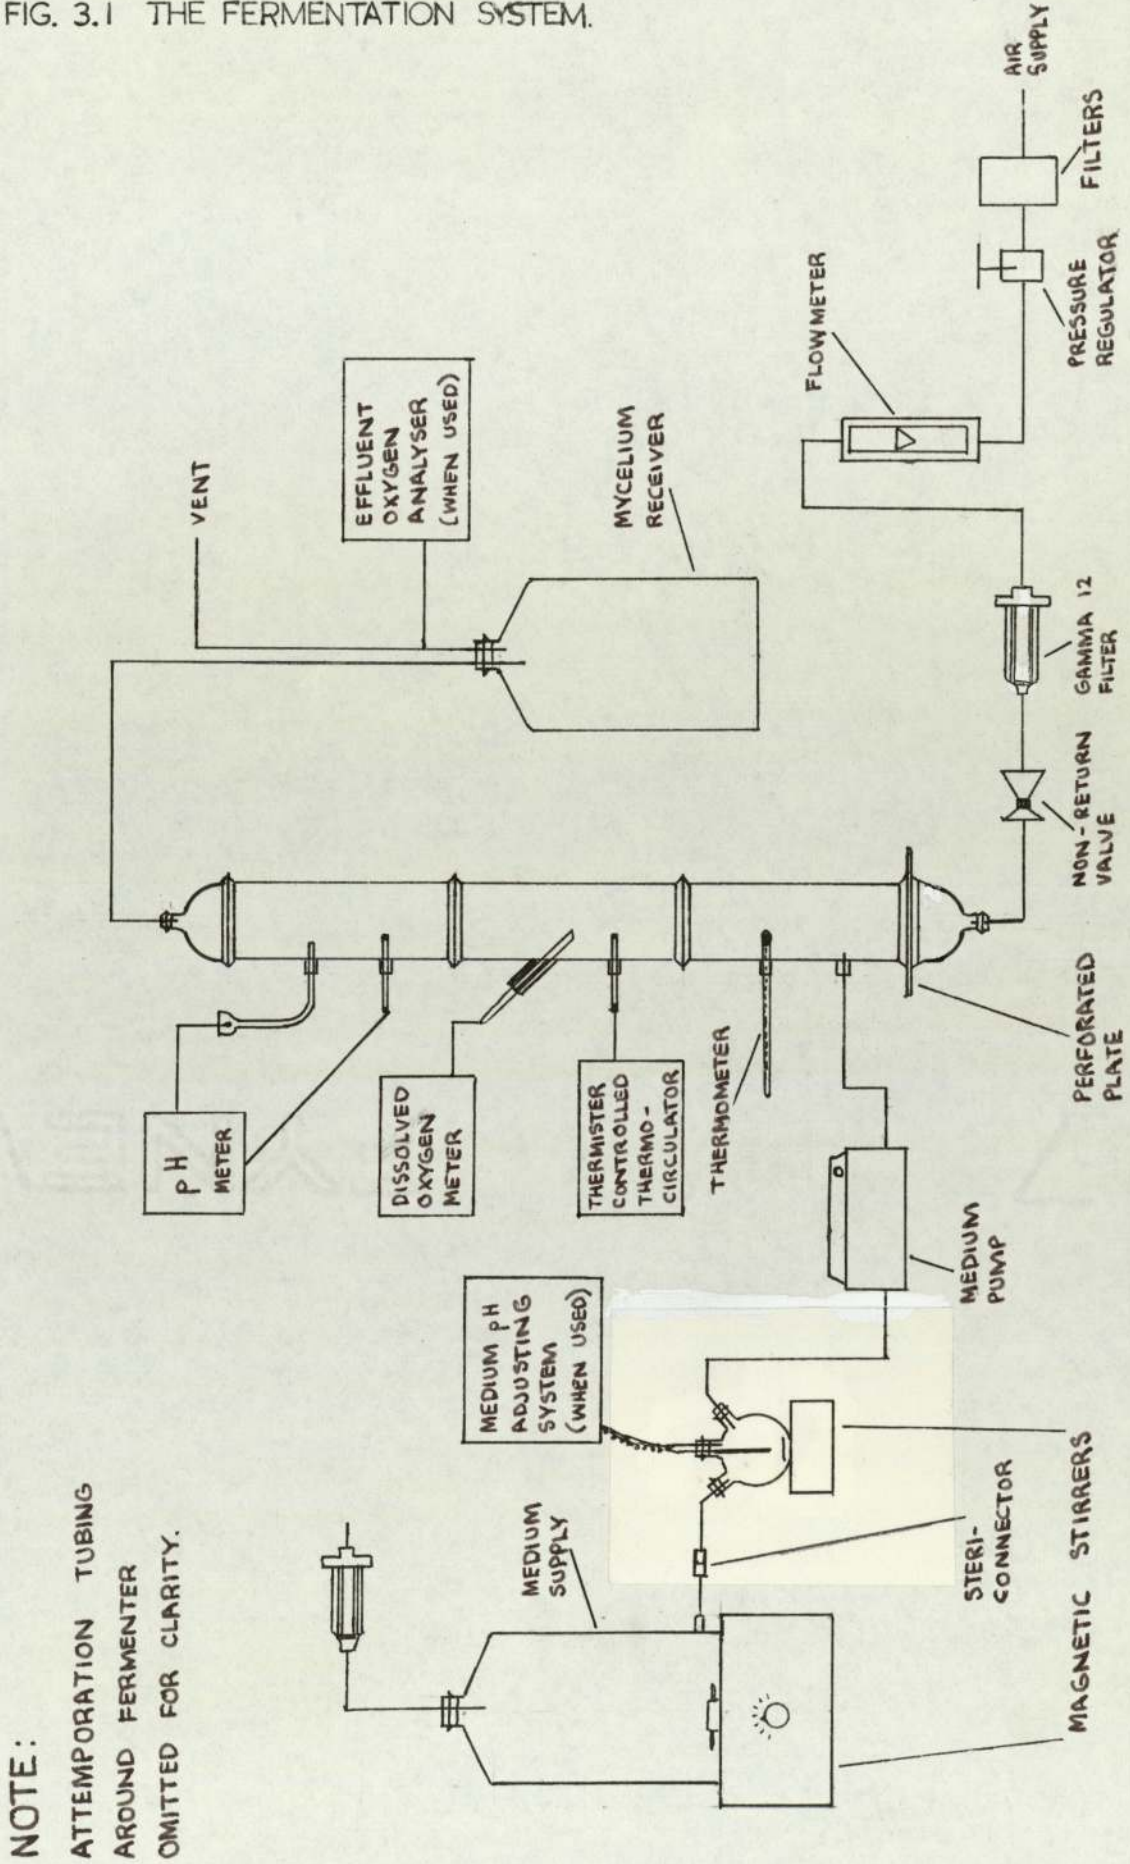 FIG. 3.1 THE FERMENTATION SYSTEM.
NOTE:
ATTEMPORATION TUBING
AROUND FERMENTER
OMITTED FOR CLARITY.
VENT
EFFLUENT
OXYGEN
ANALYSER
(WHEN USED)
MYCELIUM
RECEIVER
FLOWMETER
AIR
SUPPLY
FILTERS
PRESSURE
REGULATOR
GAMMA 12
FILTER
NON-RETURN
VALVE
PERFORATED
PLATE
pH
METER
DISSOLVED
OXYGEN
METER
THERMISTER
CONTROLLED
THERMO-
CIRCULATOR
THERMOMETER
MEDIUM
PUMP
MEDIUM pH
ADJUSTING
SYSTEM
(WHEN USED)
MEDIUM
SUPPLY
STERI-
CONNECTOR
MAGNETIC STIRRERS